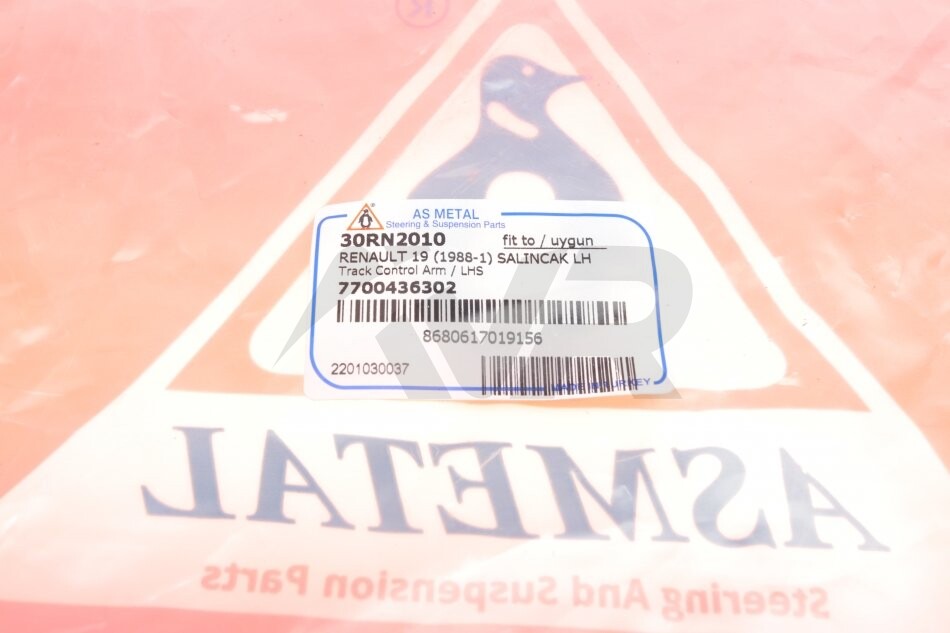 AS METAL
Steering & Suspension Parts
30RN2010 fit to / uygun
RENAULT 19 (1988-1) SALINCAK LH
Track Control Arm / LHS
7700436302
8680617019156
2201030037
MADE IN TURKEY
ASMETAL
Steering And Suspension Parts